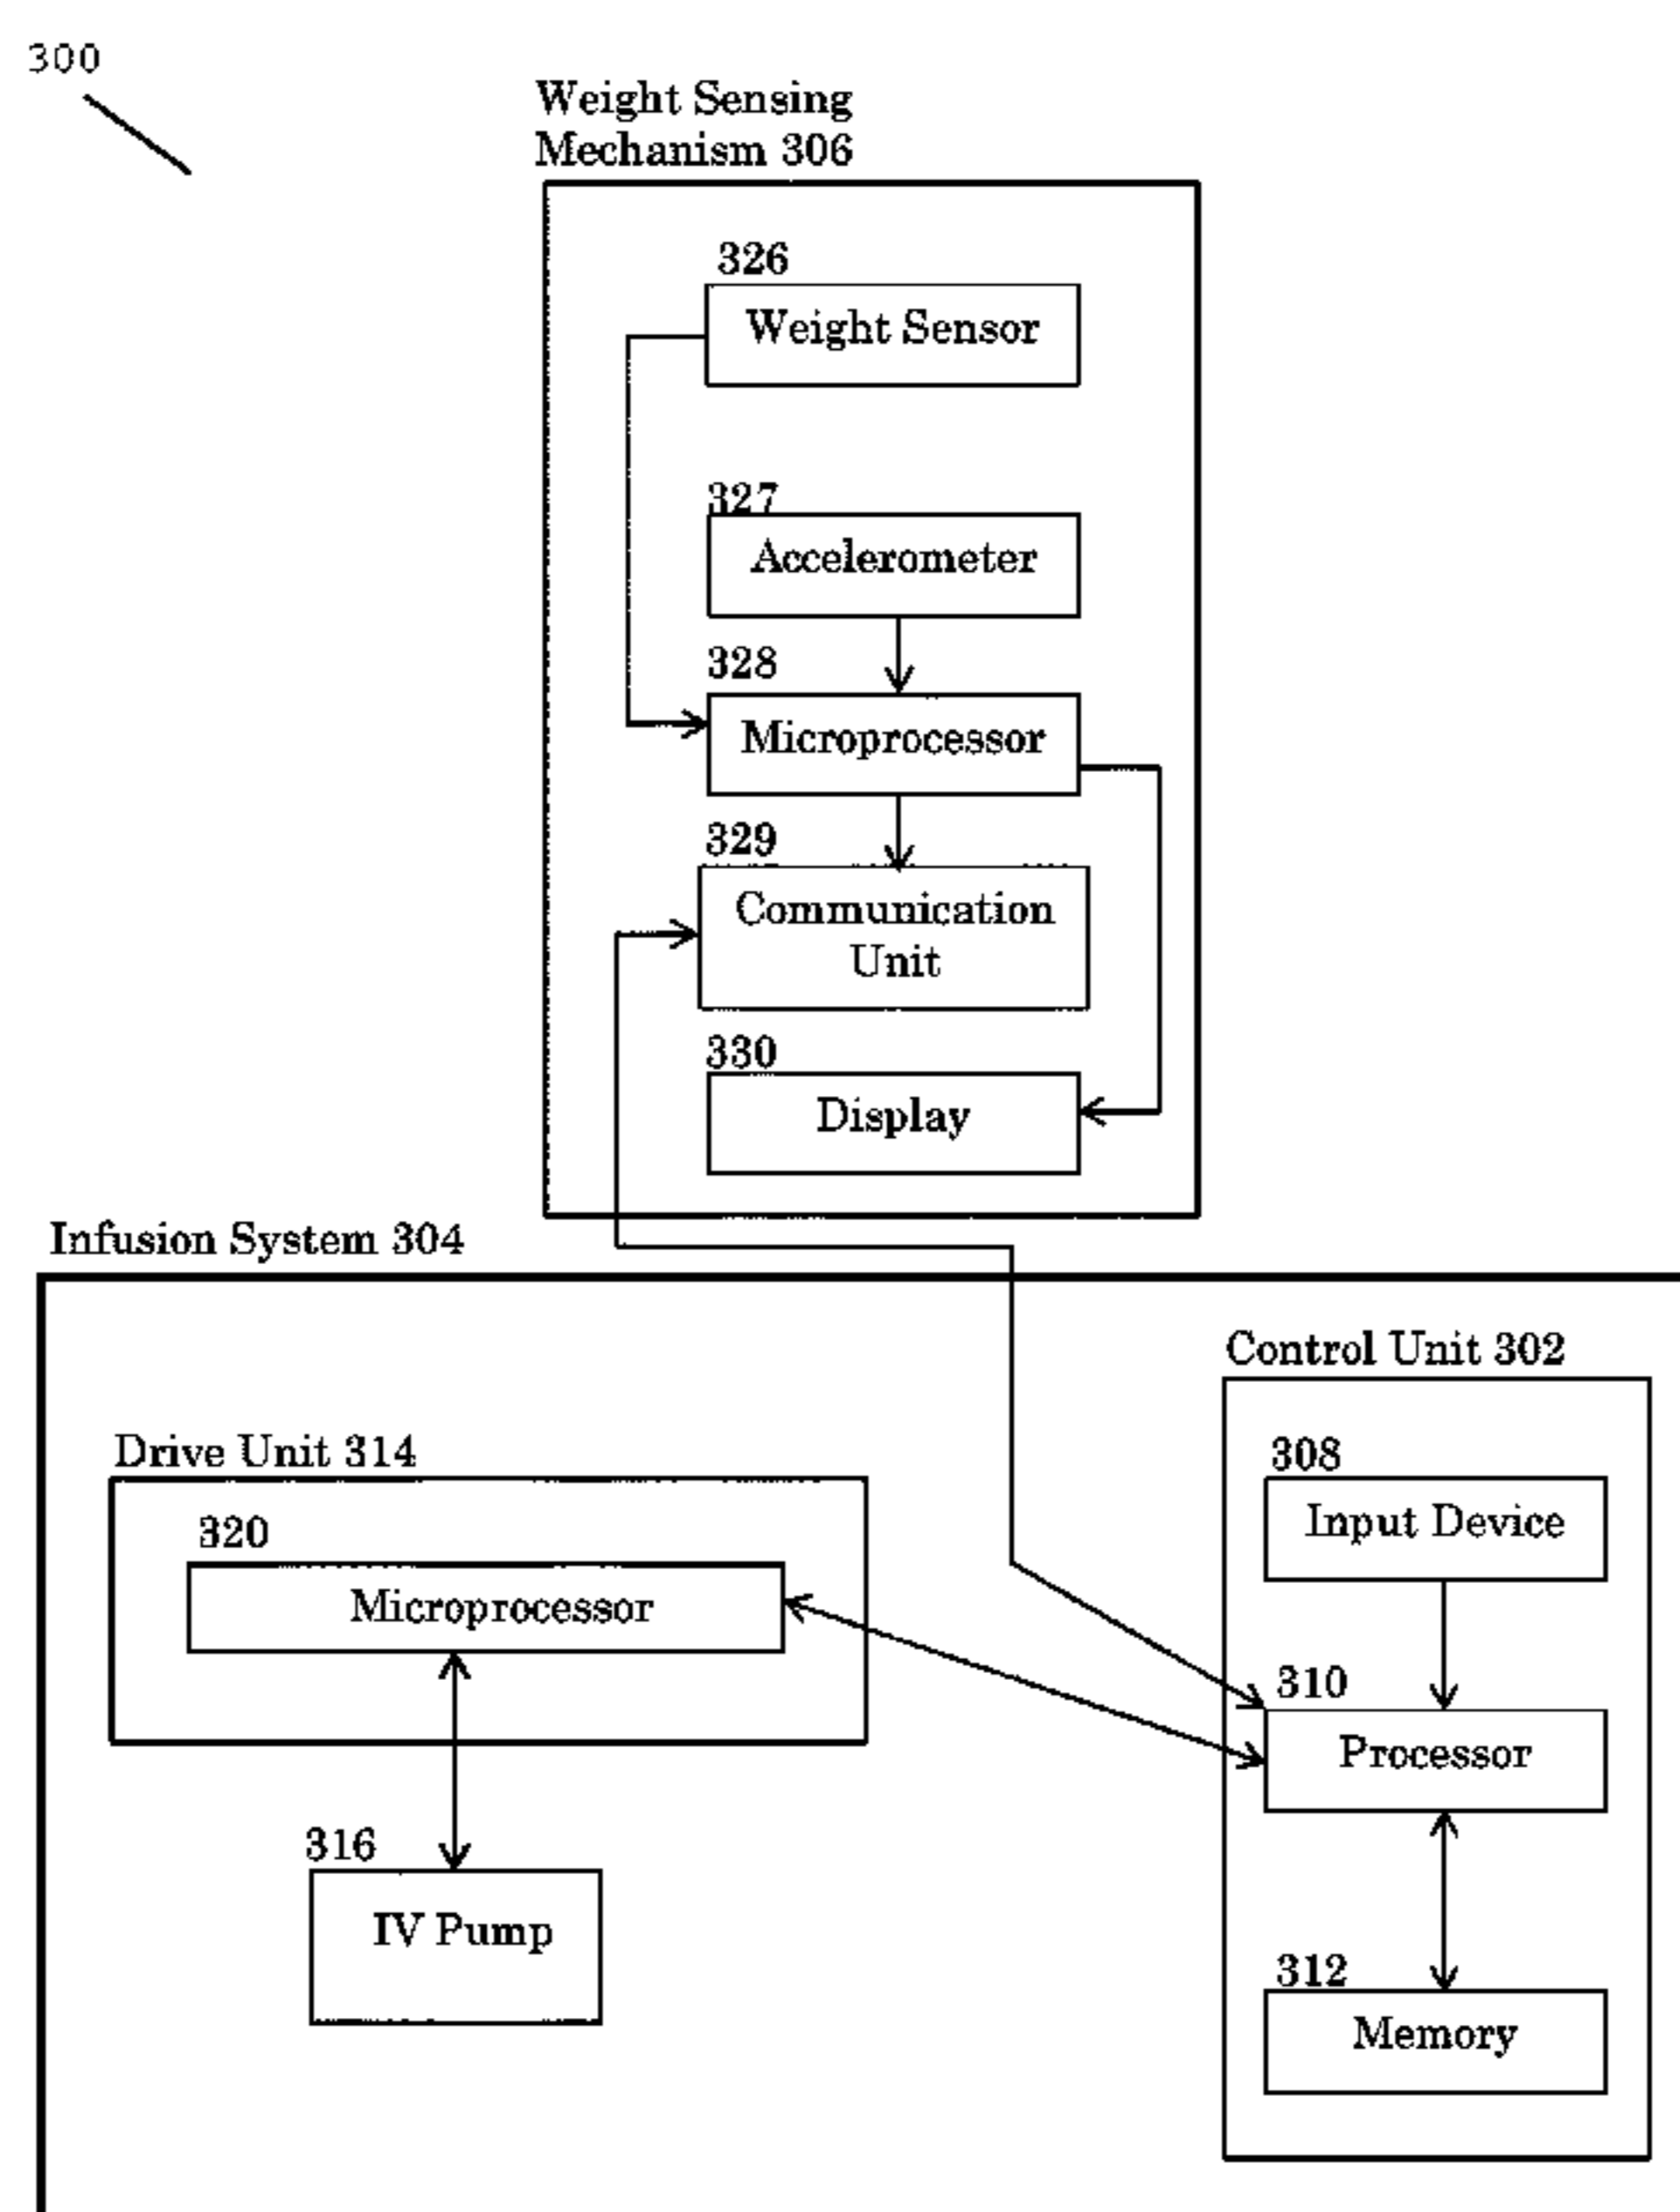 300
Weight Sensing
Mechanism 306
326
Weight Sensor
327
Accelerometer
328
Microprocessor
329
Communication
Unit
330
Display
Infusion System 304
Control Unit 302
Drive Unit 314
308
Input Device
320
Microprocessor
310
Processor
316
IV Pump
312
Memory